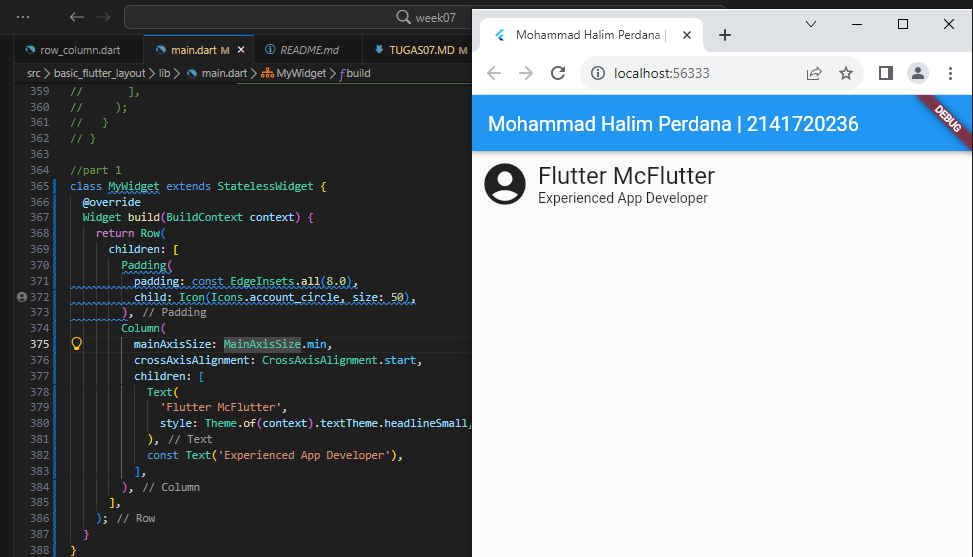 week07
row_column.dart
main.dart M
README.md
TUGAS07.MD M
src > basic_flutter_layout > lib > main.dart > MyWidget > build
359 //       ],
360 //     );
361 //   }
362 // }
363
364 //part 1
365 class MyWidget extends StatelessWidget {
366   @override
367   Widget build(BuildContext context) {
368     return Row(
369       children: [
370         Padding(
371           padding: const EdgeInsets.all(8.0),
372           child: Icon(Icons.account_circle, size: 50),
373         ), // Padding
374         Column(
375           mainAxisSize: MainAxisSize.min,
376           crossAxisAlignment: CrossAxisAlignment.start,
377           children: [
378             Text(
379               'Flutter McFlutter',
380               style: Theme.of(context).textTheme.headlineSmall,
381             ), // Text
382             const Text('Experienced App Developer'),
383           ],
384         ), // Column
385       ],
386     ); // Row
387   }
388 }
Mohammad Halim Perdana |
localhost:56333
Mohammad Halim Perdana | 2141720236
DEBUG
Flutter McFlutter
Experienced App Developer